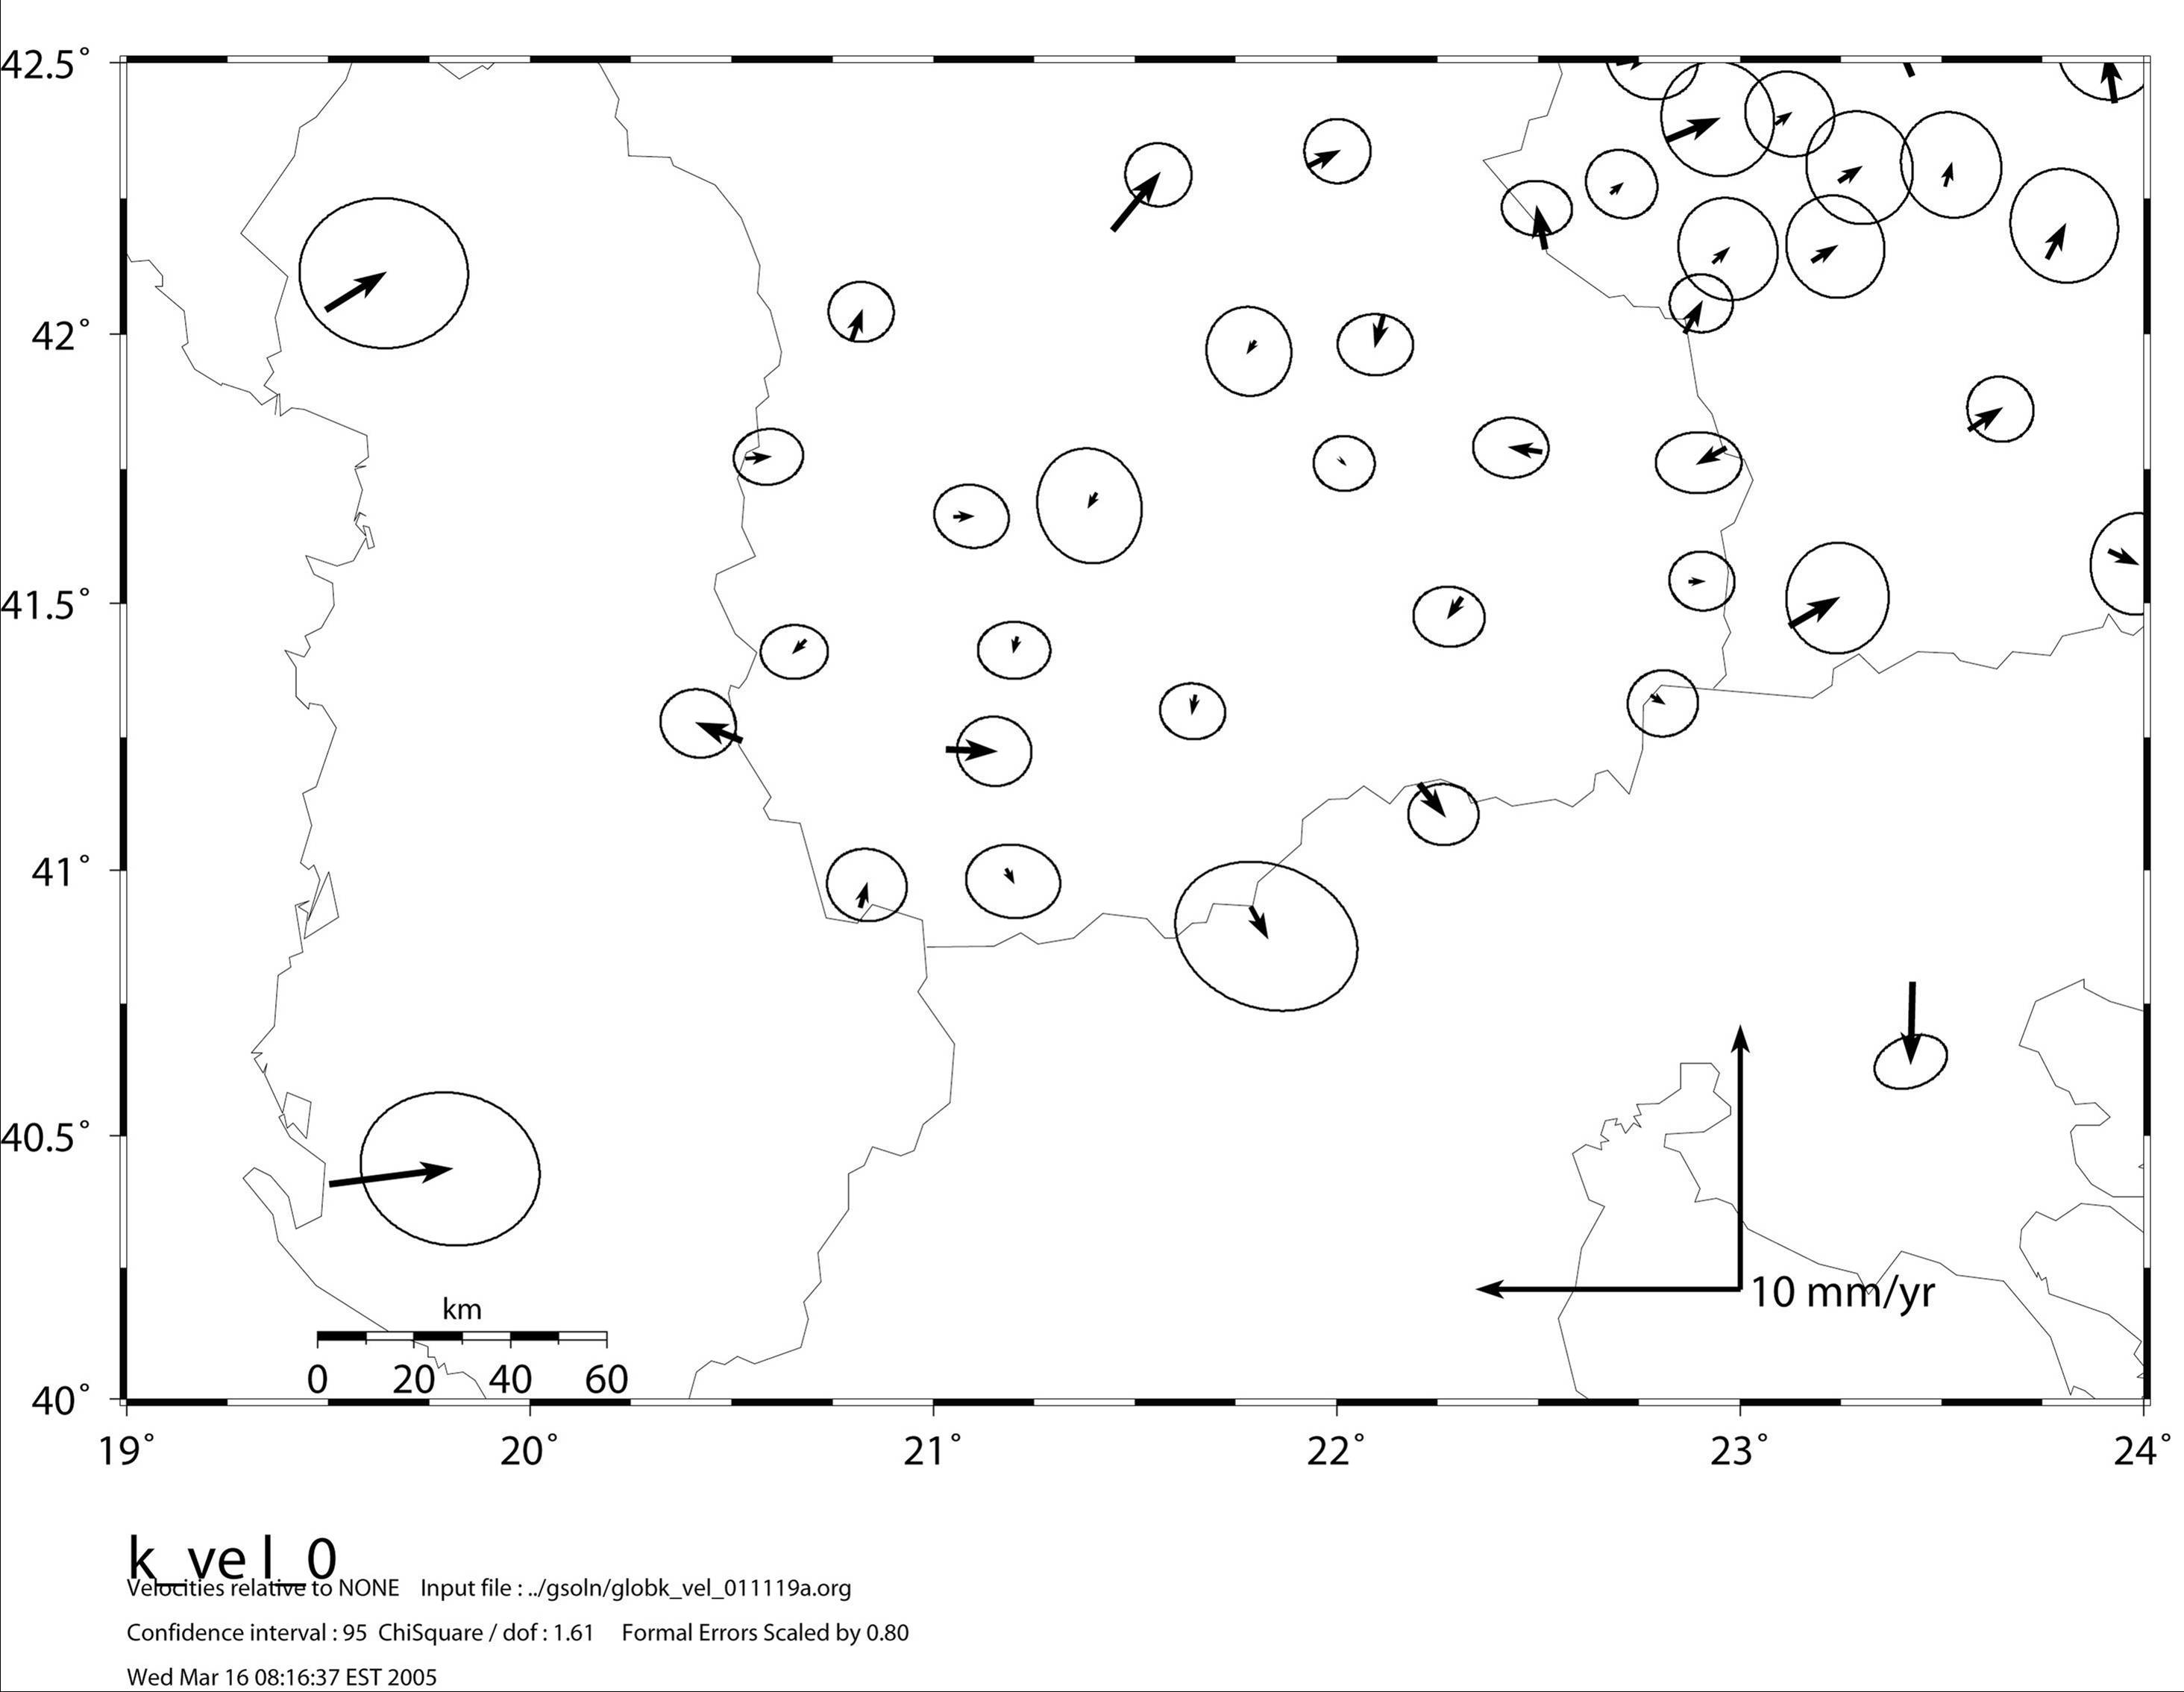 42.5°
42°
41.5°
41°
40.5°
40°
km
0 20 40 60
10 mm/yr
19° 20° 21° 22° 23° 24°
k_vel_0
Velocities relative to NONE Input file : ../gsoln/globk_vel_011119a.org
Confidence interval : 95 ChiSquare / dof : 1.61 Formal Errors Scaled by 0.80
Wed Mar 16 08:16:37 EST 2005